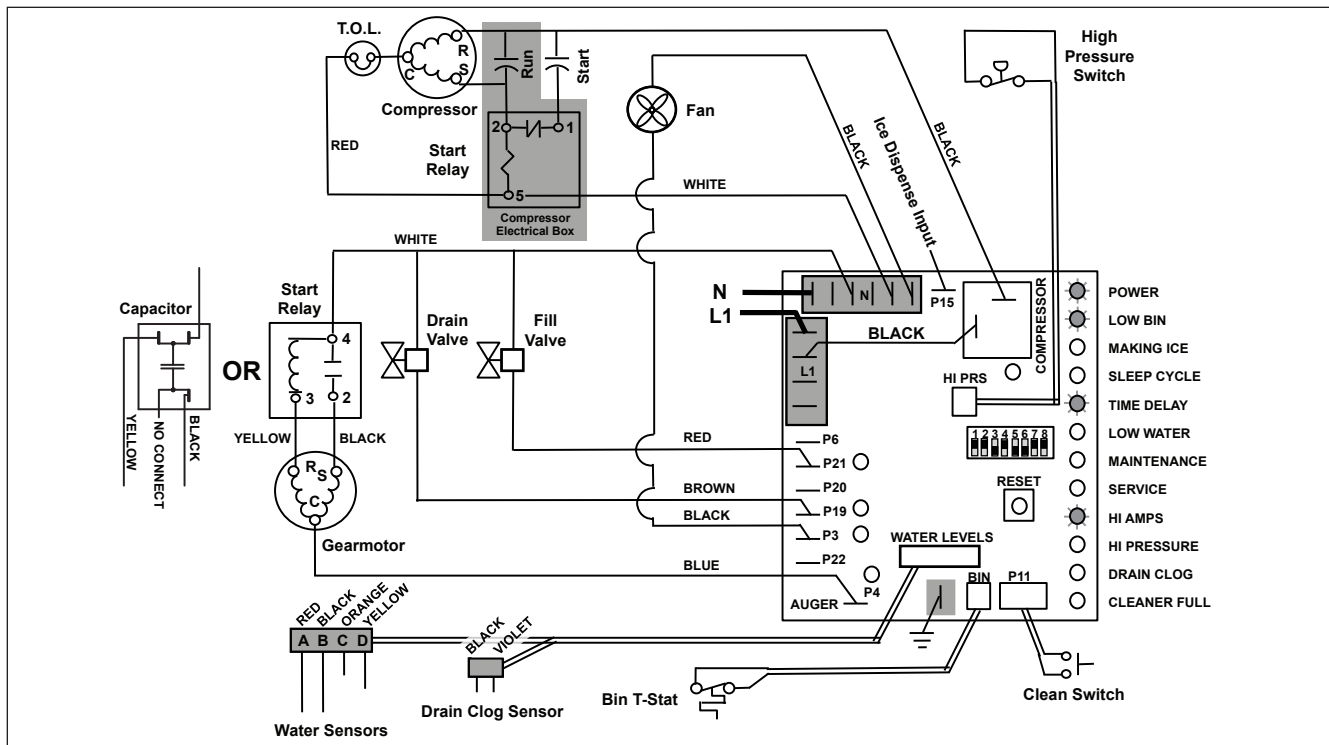 T.O.L.
R
S
C
Compressor
Run
Start
High
Pressure
Switch
Fan
2
1
Start
Relay
5
Compressor
Electrical Box
RED
WHITE
BLACK
Ice Dispense Input
BLACK
WHITE
Capacitor
Start
Relay
4
3
2
OR
Drain
Valve
Fill
Valve
YELLOW
NO CONNECT
BLACK
YELLOW
BLACK
R
S
C
Gearmotor
N
L1
N
P15
COMPRESSOR
BLACK
L1
HI PRS
RED
BROWN
BLACK
BLUE
P6
P21
P20
P19
P3
P22
P4
AUGER
1 2 3 4 5 6 7 8
RESET
WATER LEVELS
BIN
P11
POWER
LOW BIN
MAKING ICE
SLEEP CYCLE
TIME DELAY
LOW WATER
MAINTENANCE
SERVICE
HI AMPS
HI PRESSURE
DRAIN CLOG
CLEANER FULL
RED
BLACK
ORANGE
YELLOW
A B C D
Water Sensors
BLACK
VIOLET
Drain Clog Sensor
Bin T-Stat
Clean Switch